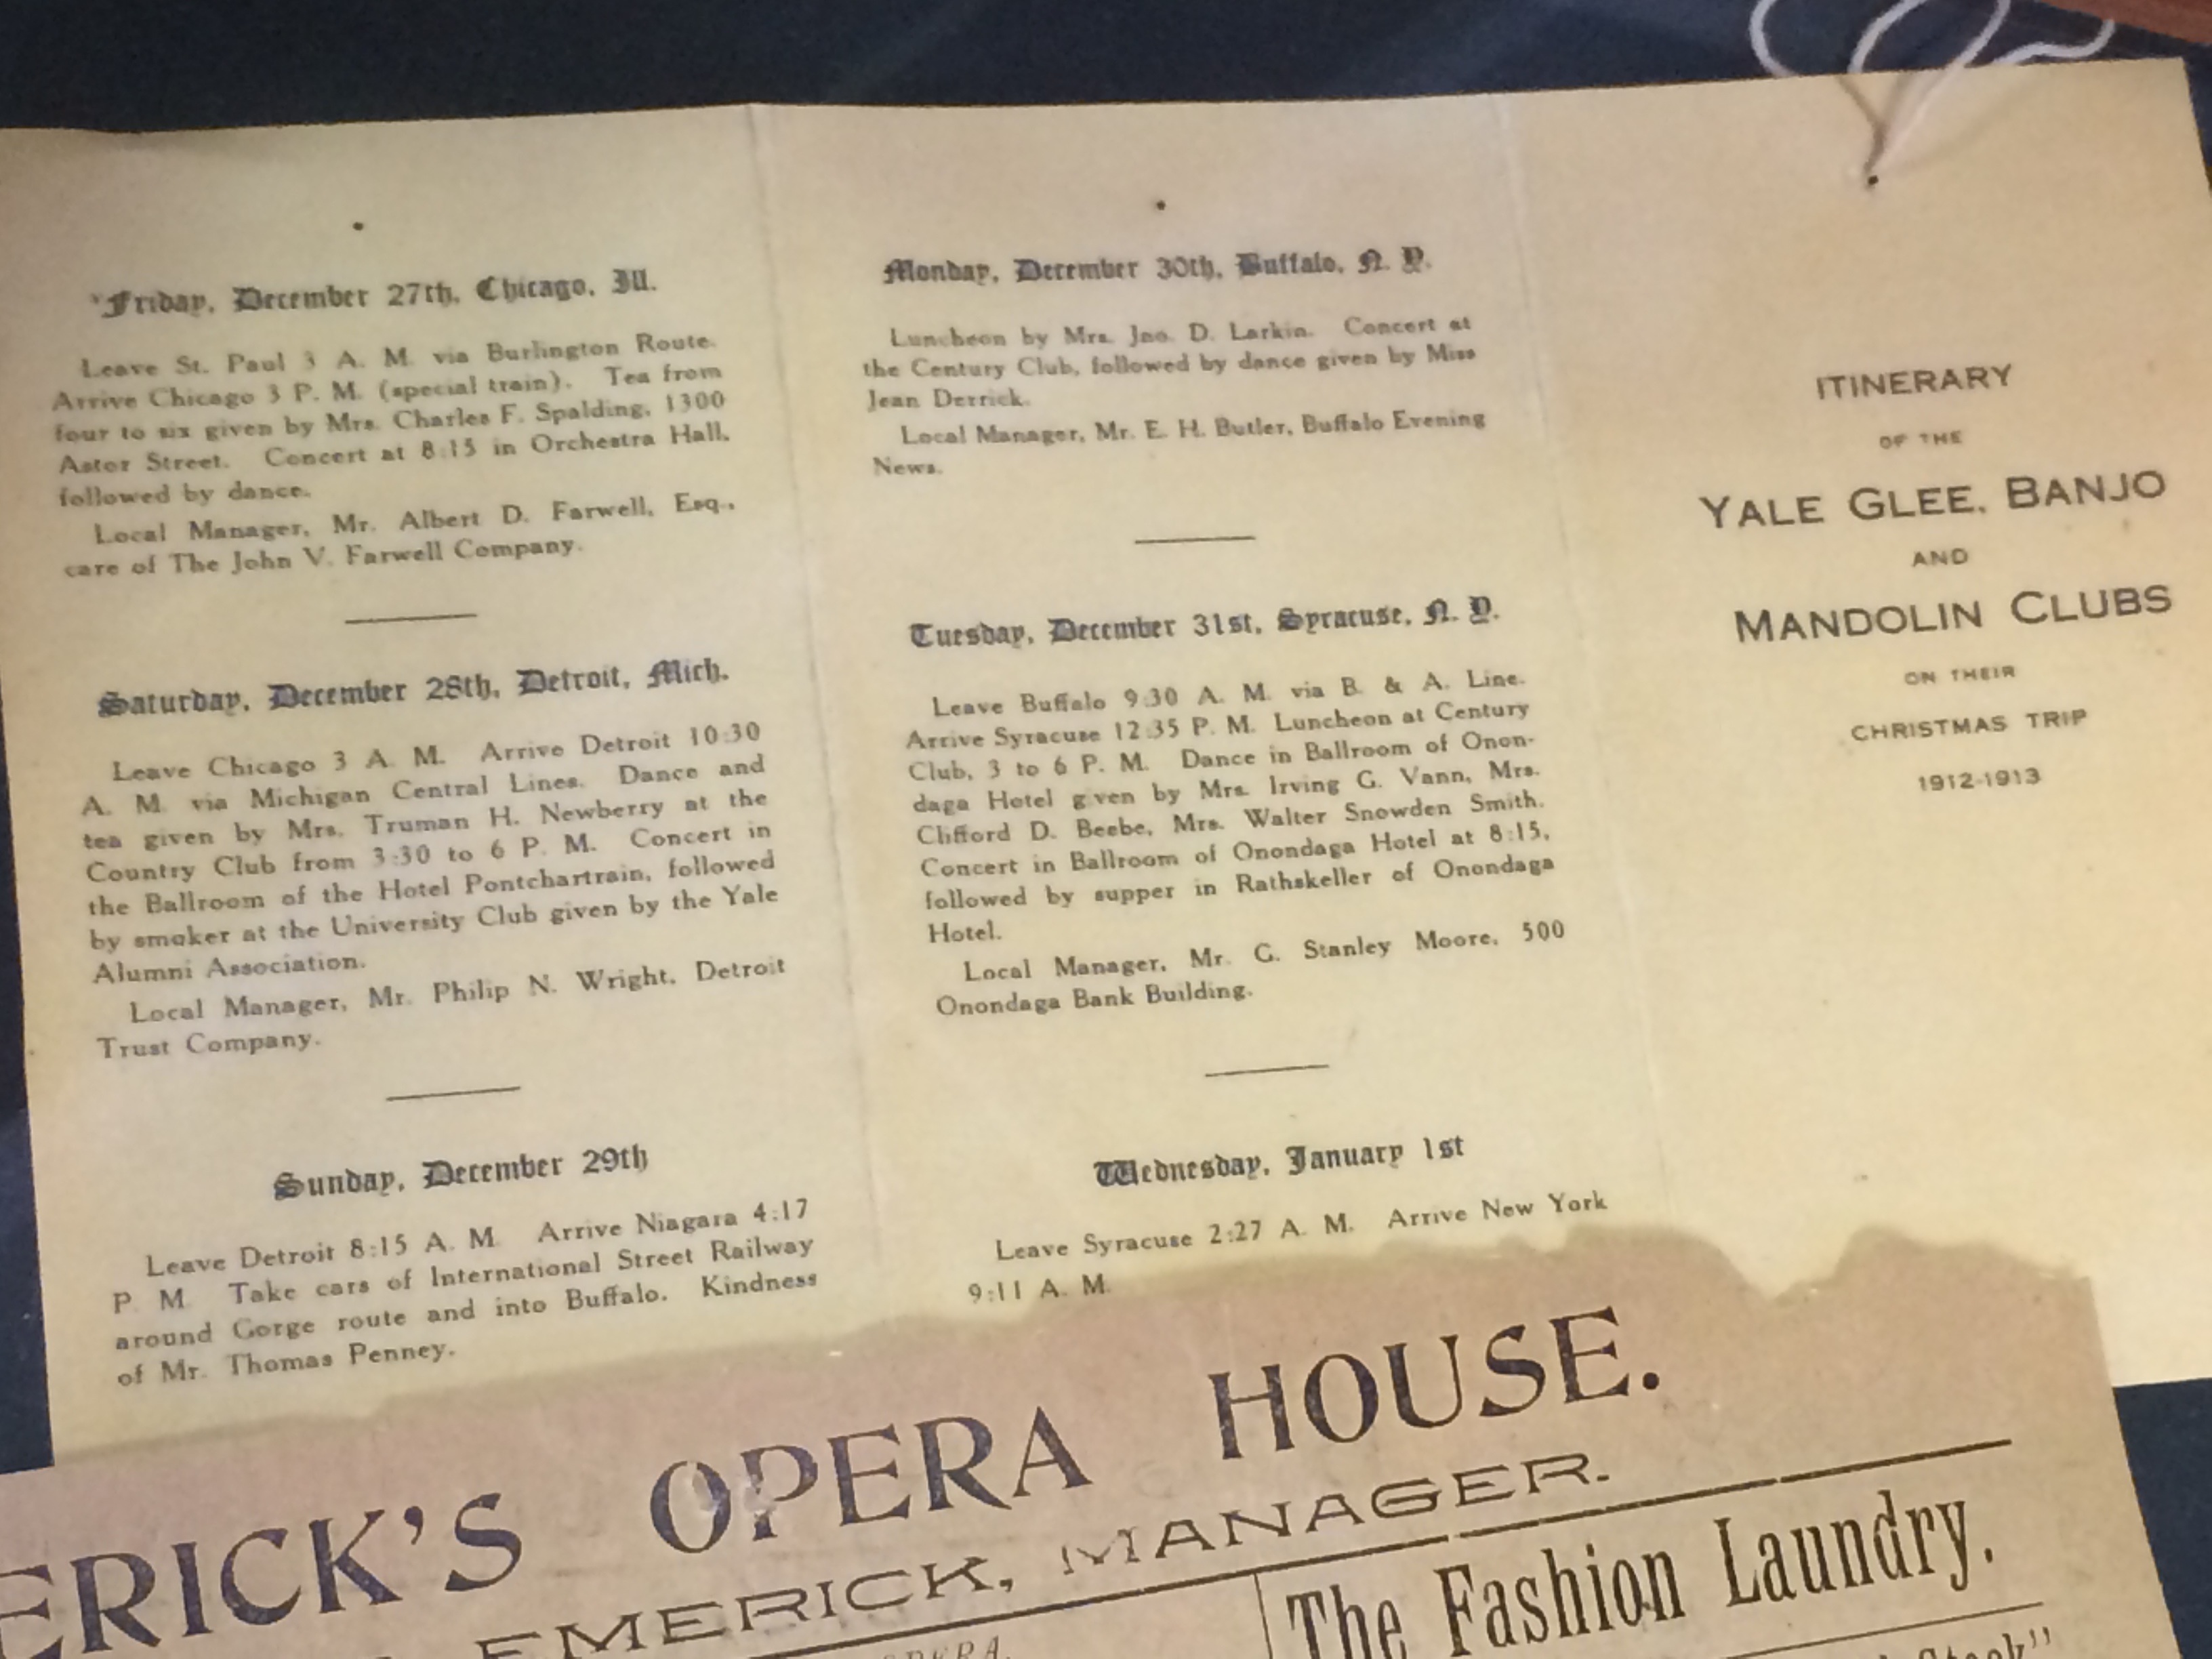 Friday, December 27th, Chicago, Ill.
Leave St. Paul 3 A. M. via Burlington Route.
Arrive Chicago 3 P. M. (special train). Tea from
four to six given by Mrs. Charles F. Spalding, 1300
Astor Street. Concert at 8:15 in Orchestra Hall,
followed by dance.
Local Manager, Mr. Albert D. Farwell, Esq.,
care of The John V. Farwell Company.
Saturday, December 28th, Detroit, Mich.
Leave Chicago 3 A. M. Arrive Detroit 10:30
A. M. via Michigan Central Lines. Dance and
tea given by Mrs. Truman H. Newberry at the
Country Club from 3:30 to 6 P. M. Concert in
the Ballroom of the Hotel Pontchartrain, followed
by smoker at the University Club given by the Yale
Alumni Association.
Local Manager, Mr. Philip N. Wright, Detroit
Trust Company.
Sunday, December 29th
Leave Detroit 8:15 A. M. Arrive Niagara 4:17
P. M. Take cars of International Street Railway
around Gorge route and into Buffalo. Kindness
of Mr. Thomas Penney.
Monday, December 30th, Buffalo, N. Y.
Luncheon by Mrs. Jno. D. Larkin. Concert at
the Century Club, followed by dance given by Miss
Jean Derrick.
Local Manager, Mr. E. H. Butler, Buffalo Evening
News.
Tuesday, December 31st, Syracuse, N. Y.
Leave Buffalo 9:30 A. M. via B. & A. Line.
Arrive Syracuse 12:35 P. M. Luncheon at Century
Club, 3 to 6 P. M. Dance in Ballroom of Onon-
daga Hotel given by Mrs. Irving G. Vann, Mrs.
Clifford D. Beebe, Mrs. Walter Snowden Smith.
Concert in Ballroom of Onondaga Hotel at 8:15,
followed by supper in Rathskeller of Onondaga
Hotel.
Local Manager, Mr. G. Stanley Moore, 500
Onondaga Bank Building.
Wednesday, January 1st
Leave Syracuse 2:27 A. M. Arrive New York
9:11 A. M.
ITINERARY
OF THE
YALE GLEE, BANJO
AND
MANDOLIN CLUBS
ON THEIR
CHRISTMAS TRIP
1912-1913
ERICK'S OPERA HOUSE.
EMERICK, MANAGER.
OPERA.
The Fashion Laundry.